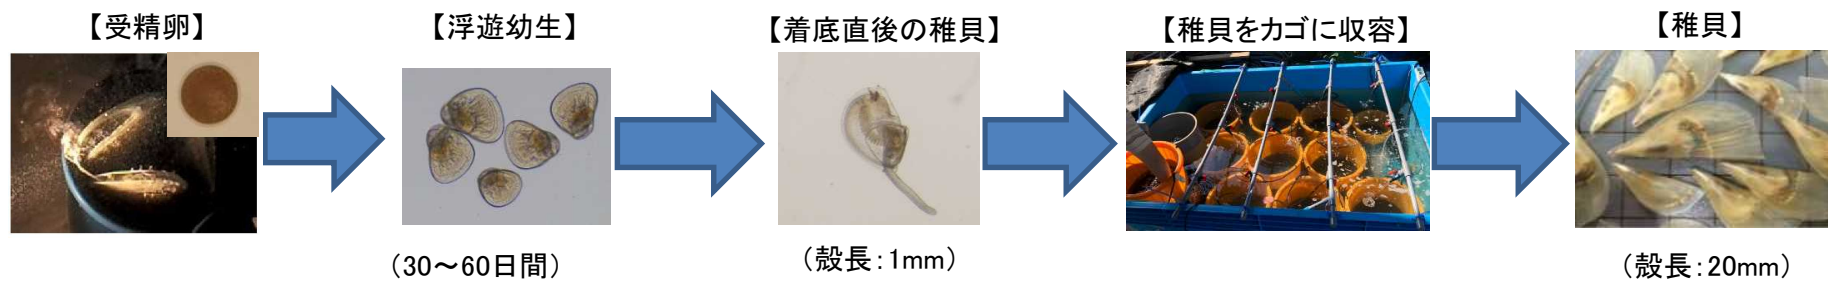 【受精卵】
【浮遊幼生】
【着底直後の稚貝】
【稚貝をカゴに収容】
【稚貝】
（30～60日間）
（殻長：1mm）
（殻長：20mm）